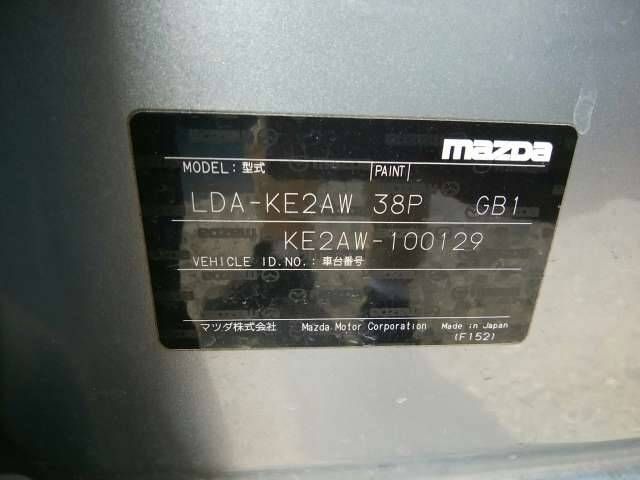 mazda
MODEL:型式 PAINT
LDA-KE2AW 38P GB1
KE2AW-100129
VEHICLE ID.NO.:車台番号
マツダ株式会社 Mazda Motor Corporation Made in Japan
(F152)